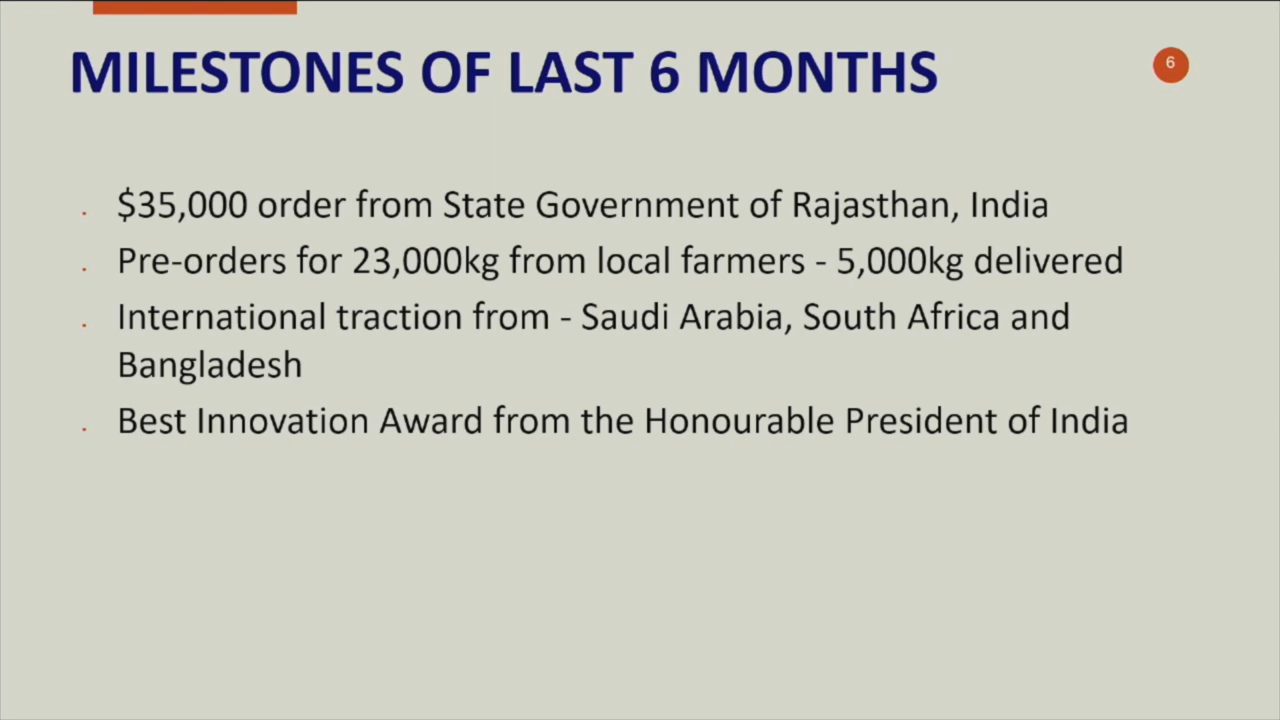 MILESTONES OF LAST 6 MONTHS
6
$35,000 order from State Government of Rajasthan, India
Pre-orders for 23,000kg from local farmers - 5,000kg delivered
International traction from - Saudi Arabia, South Africa and
Bangladesh
Best Innovation Award from the Honourable President of India